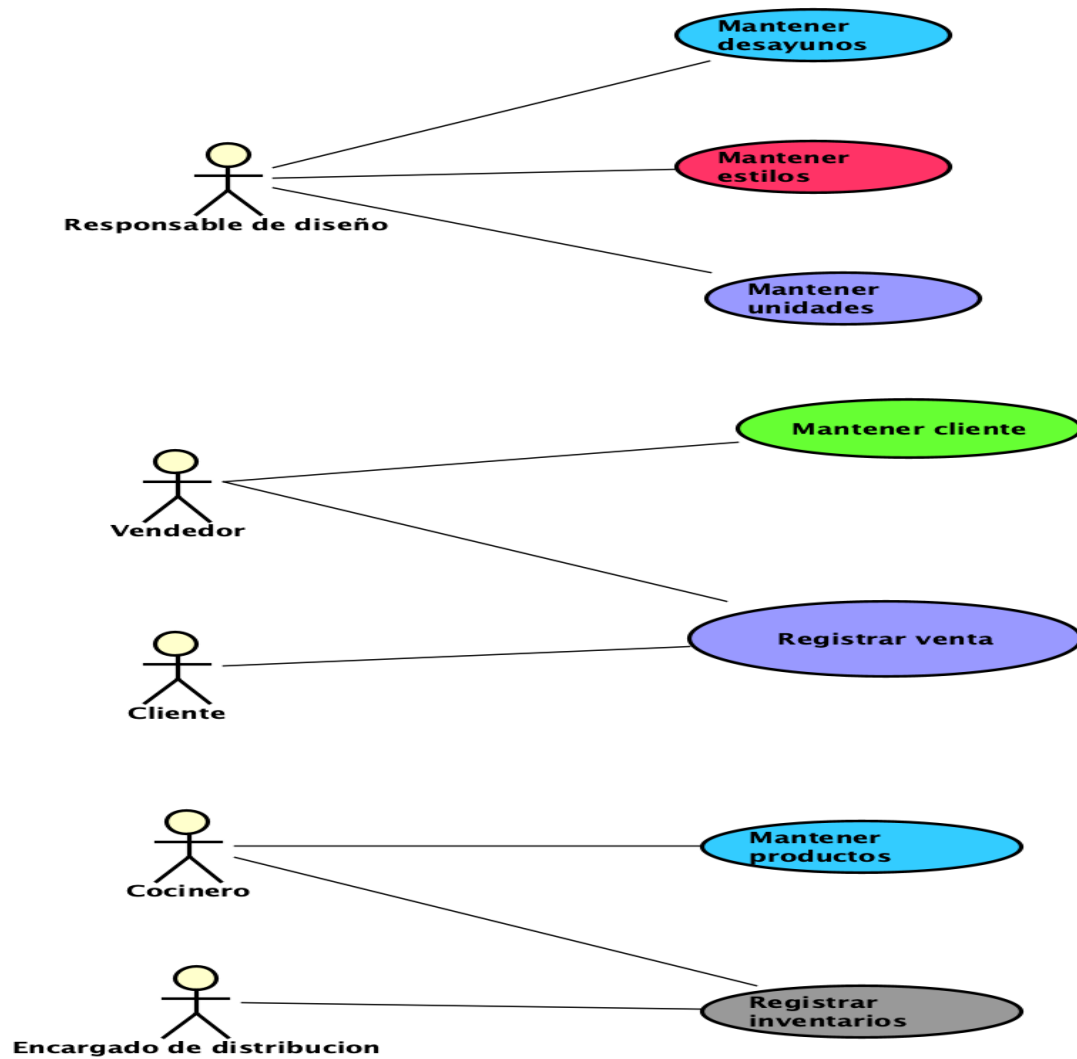 Mantener
desayunos
Mantener
estilos
Responsable de diseño
Mantener
unidades
Mantener cliente
Vendedor
Registrar venta
Cliente
Mantener
productos
Cocinero
Registrar
inventarios
Encargado de distribucion